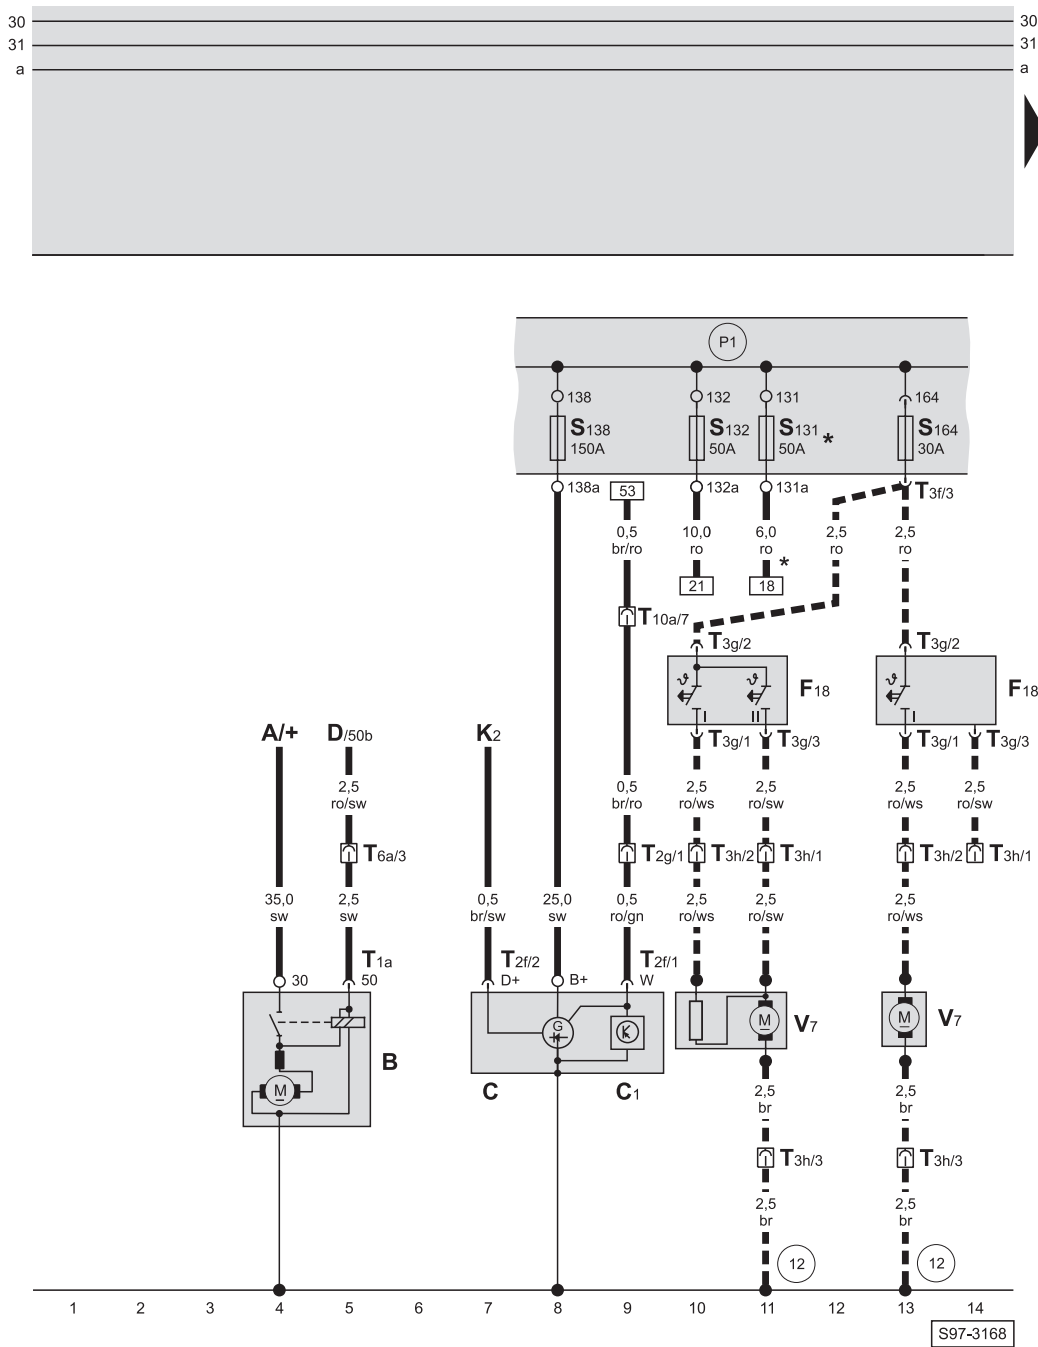 30 30
31 31
a a
P1
138 132 131 164
S138 S132 S131 * S164
150A 50A 50A 30A
138a 53 132a 131a T3f/3
0,5 10,0 6,0 2,5 2,5
br/ro ro ro ro ro
*
21 18
T10a/7
T3g/2 T3g/2
F18 F18
I II I
A/+ D/50b K2 T3g/1 T3g/3 T3g/1 T3g/3
2,5 0,5 2,5 2,5 2,5 2,5
ro/sw br/ro ro/ws ro/sw ro/ws ro/sw
T6a/3 T2g/1 T3h/2 T3h/1 T3h/2 T3h/1
35,0 2,5 0,5 25,0 0,5 2,5 2,5 2,5
sw sw br/sw sw ro/gn ro/ws ro/sw ro/ws
T1a T2f/2 T2f/1
30 50 D+ B+ W
G M V7 M V7
B
M C C1
2,5 2,5
br br
T3h/3 T3h/3
2,5 2,5
br br
12 12
1 2 3 4 5 6 7 8 9 10 11 12 13 14
S97-3168